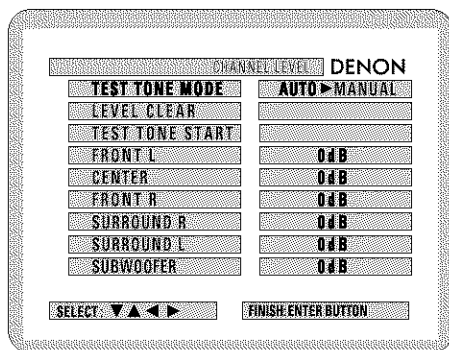 CHANNEL LEVEL DENON
TEST TONE MODE AUTO ►MANUAL
LEVEL CLEAR
TEST TONE START
FRONT L 0dB
CENTER 0dB
FRONT R 0dB
SURROUND R 0dB
SURROUND L 0dB
SUBWOOFER 0dB
SELECT: ▼▲◄ ► FINISH:ENTER BUTTON